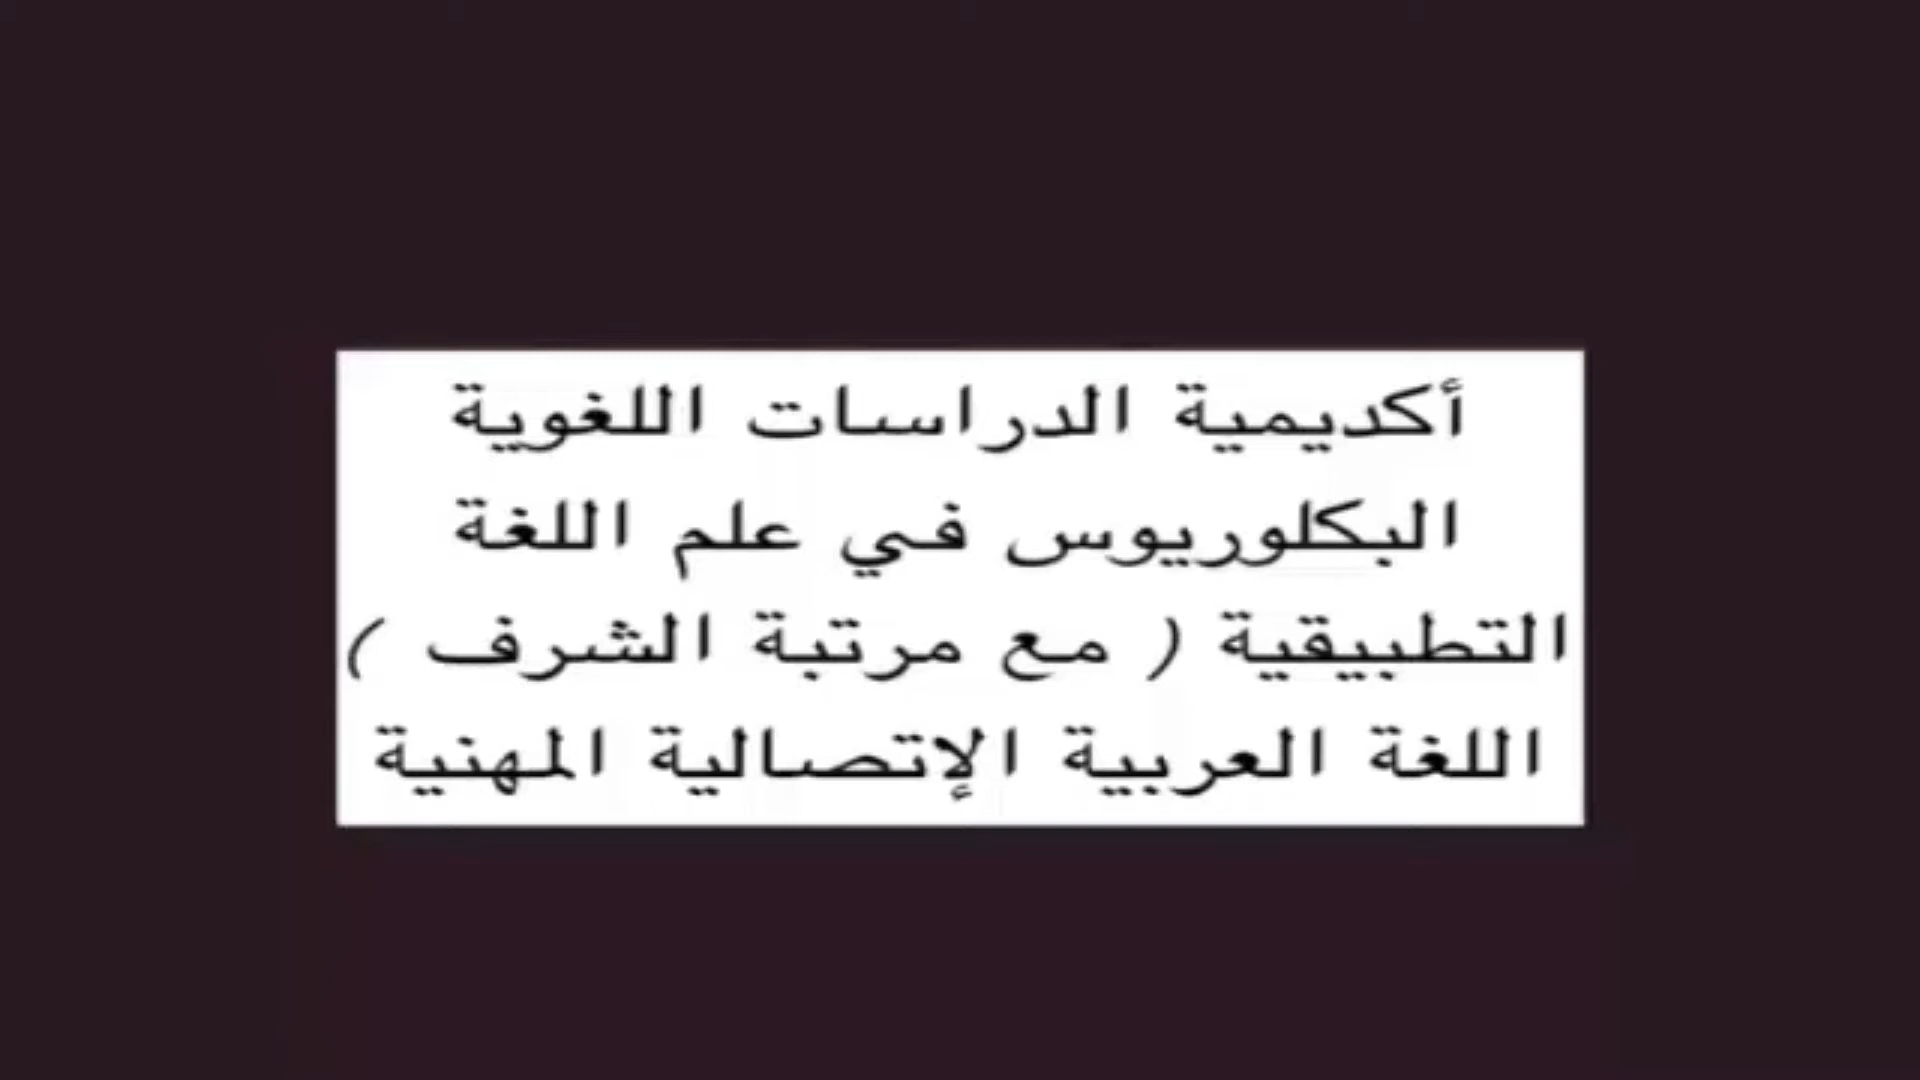 أكديمية الدراسات اللغوية
البكلوريوس في علم اللغة
التطبيقية ( مع مرتبة الشرف )
اللغة العربية الإتصالية المهنية